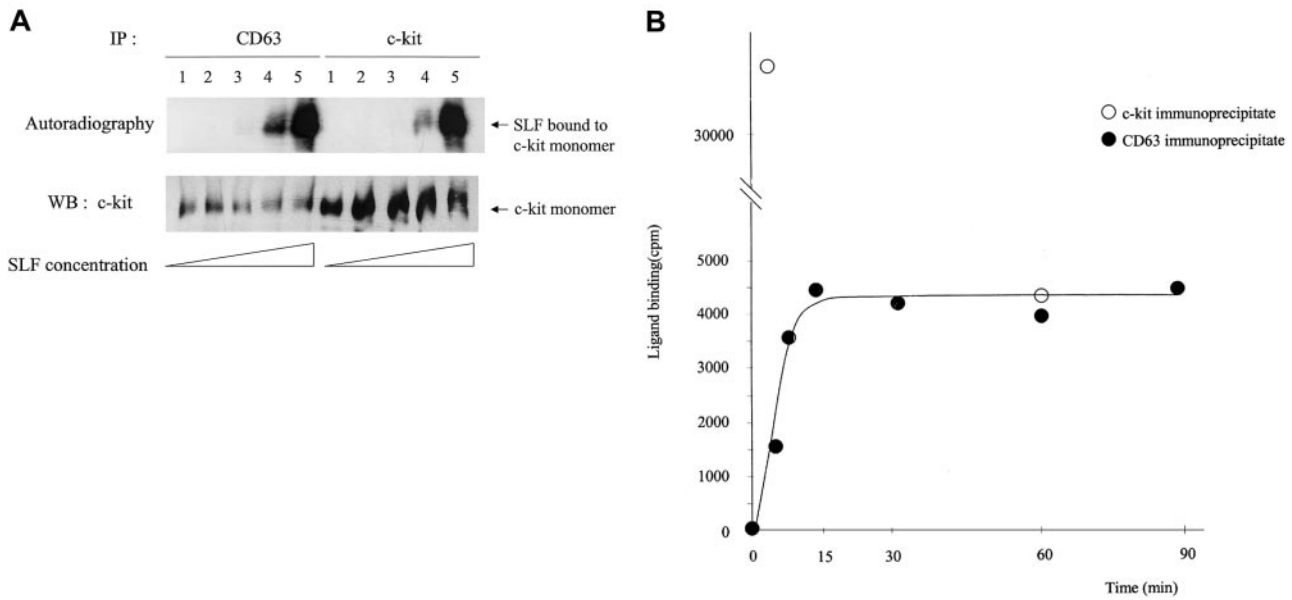 A
IP : CD63 c-kit
1 2 3 4 5 1 2 3 4 5
Autoradiography
SLF bound to
c-kit monomer
WB : c-kit
c-kit monomer
SLF concentration
B
c-kit immunoprecipitate
CD63 immunoprecipitate
Ligand binding(cpm)
30000
5000
4000
3000
2000
1000
0
0 15 30 60 90
Time (min)